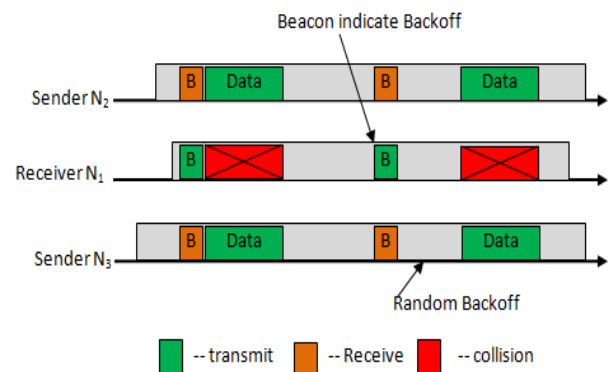 Beacon indicate Backoff
B Data B Data
Sender N2
B B
Receiver N1
B Data B Data
Sender N3
Random Backoff
-- transmit -- Receive -- collision